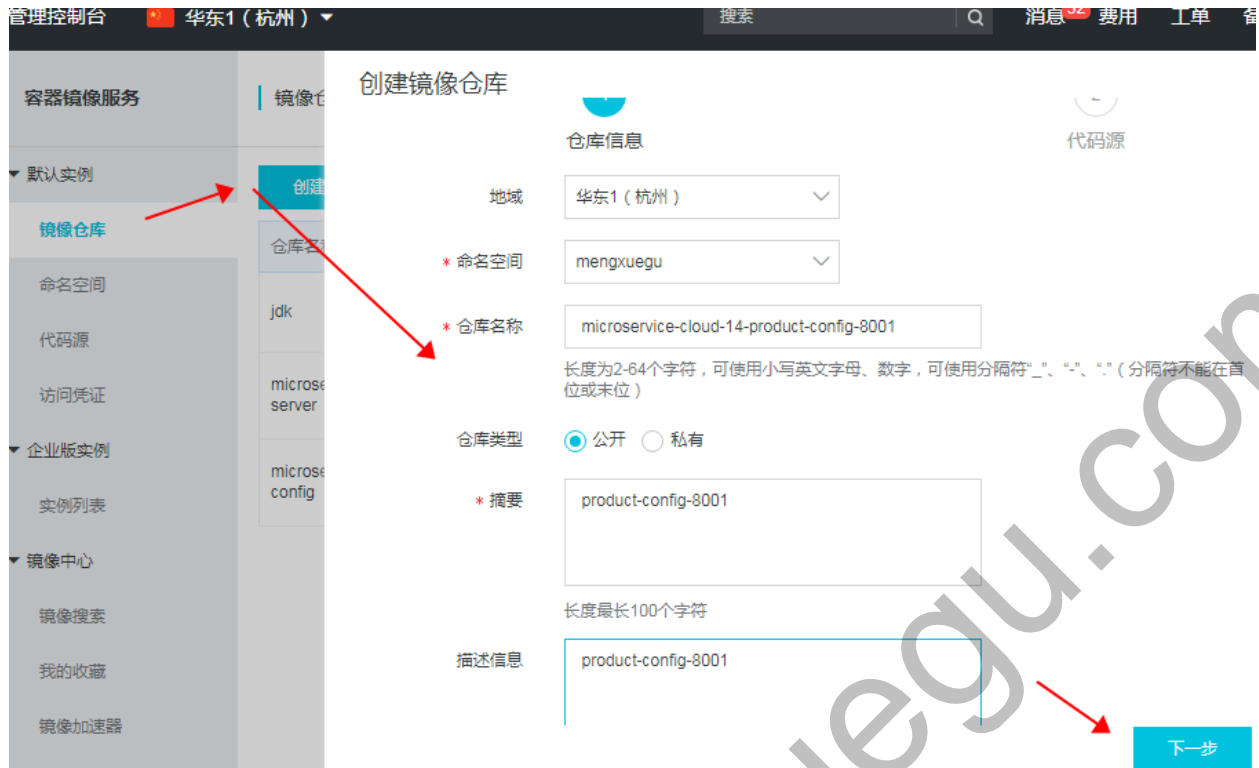 管理控制台 华东1（杭州） 搜索 消息 52 费用 工单
创建镜像仓库
容器镜像服务
仓库信息 代码源
默认实例
镜像仓库
命名空间
代码源
访问凭证
企业版实例
实例列表
镜像中心
镜像搜索
我的收藏
镜像加速器
jdk
server
config
地域 华东1（杭州）
* 命名空间 mengxuegu
* 仓库名称 microservice-cloud-14-product-config-8001
长度为2-64个字符，可使用小写英文字母、数字，可使用分隔符“_”、“-”、“.”（分隔符不能在首
位或末位）
仓库类型 公开 私有
* 摘要 product-config-8001
长度最长100个字符
描述信息 product-config-8001
下一步